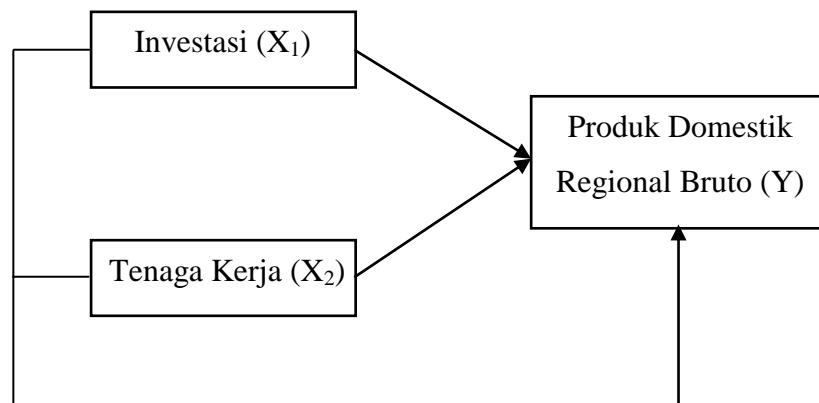 Investasi (X₁)
Produk Domestik
Regional Bruto (Y)
Tenaga Kerja (X₂)